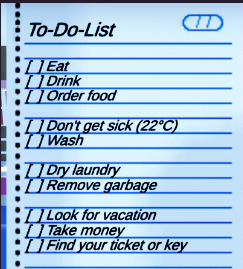 To-Do-List
[ ] Eat
[ ] Drink
[ ] Order food
[ ] Don't get sick (22°C)
[ ] Wash
[ ] Dry laundry
[ ] Remove garbage
[ ] Look for vacation
[ ] Take money
[ ] Find your ticket or key